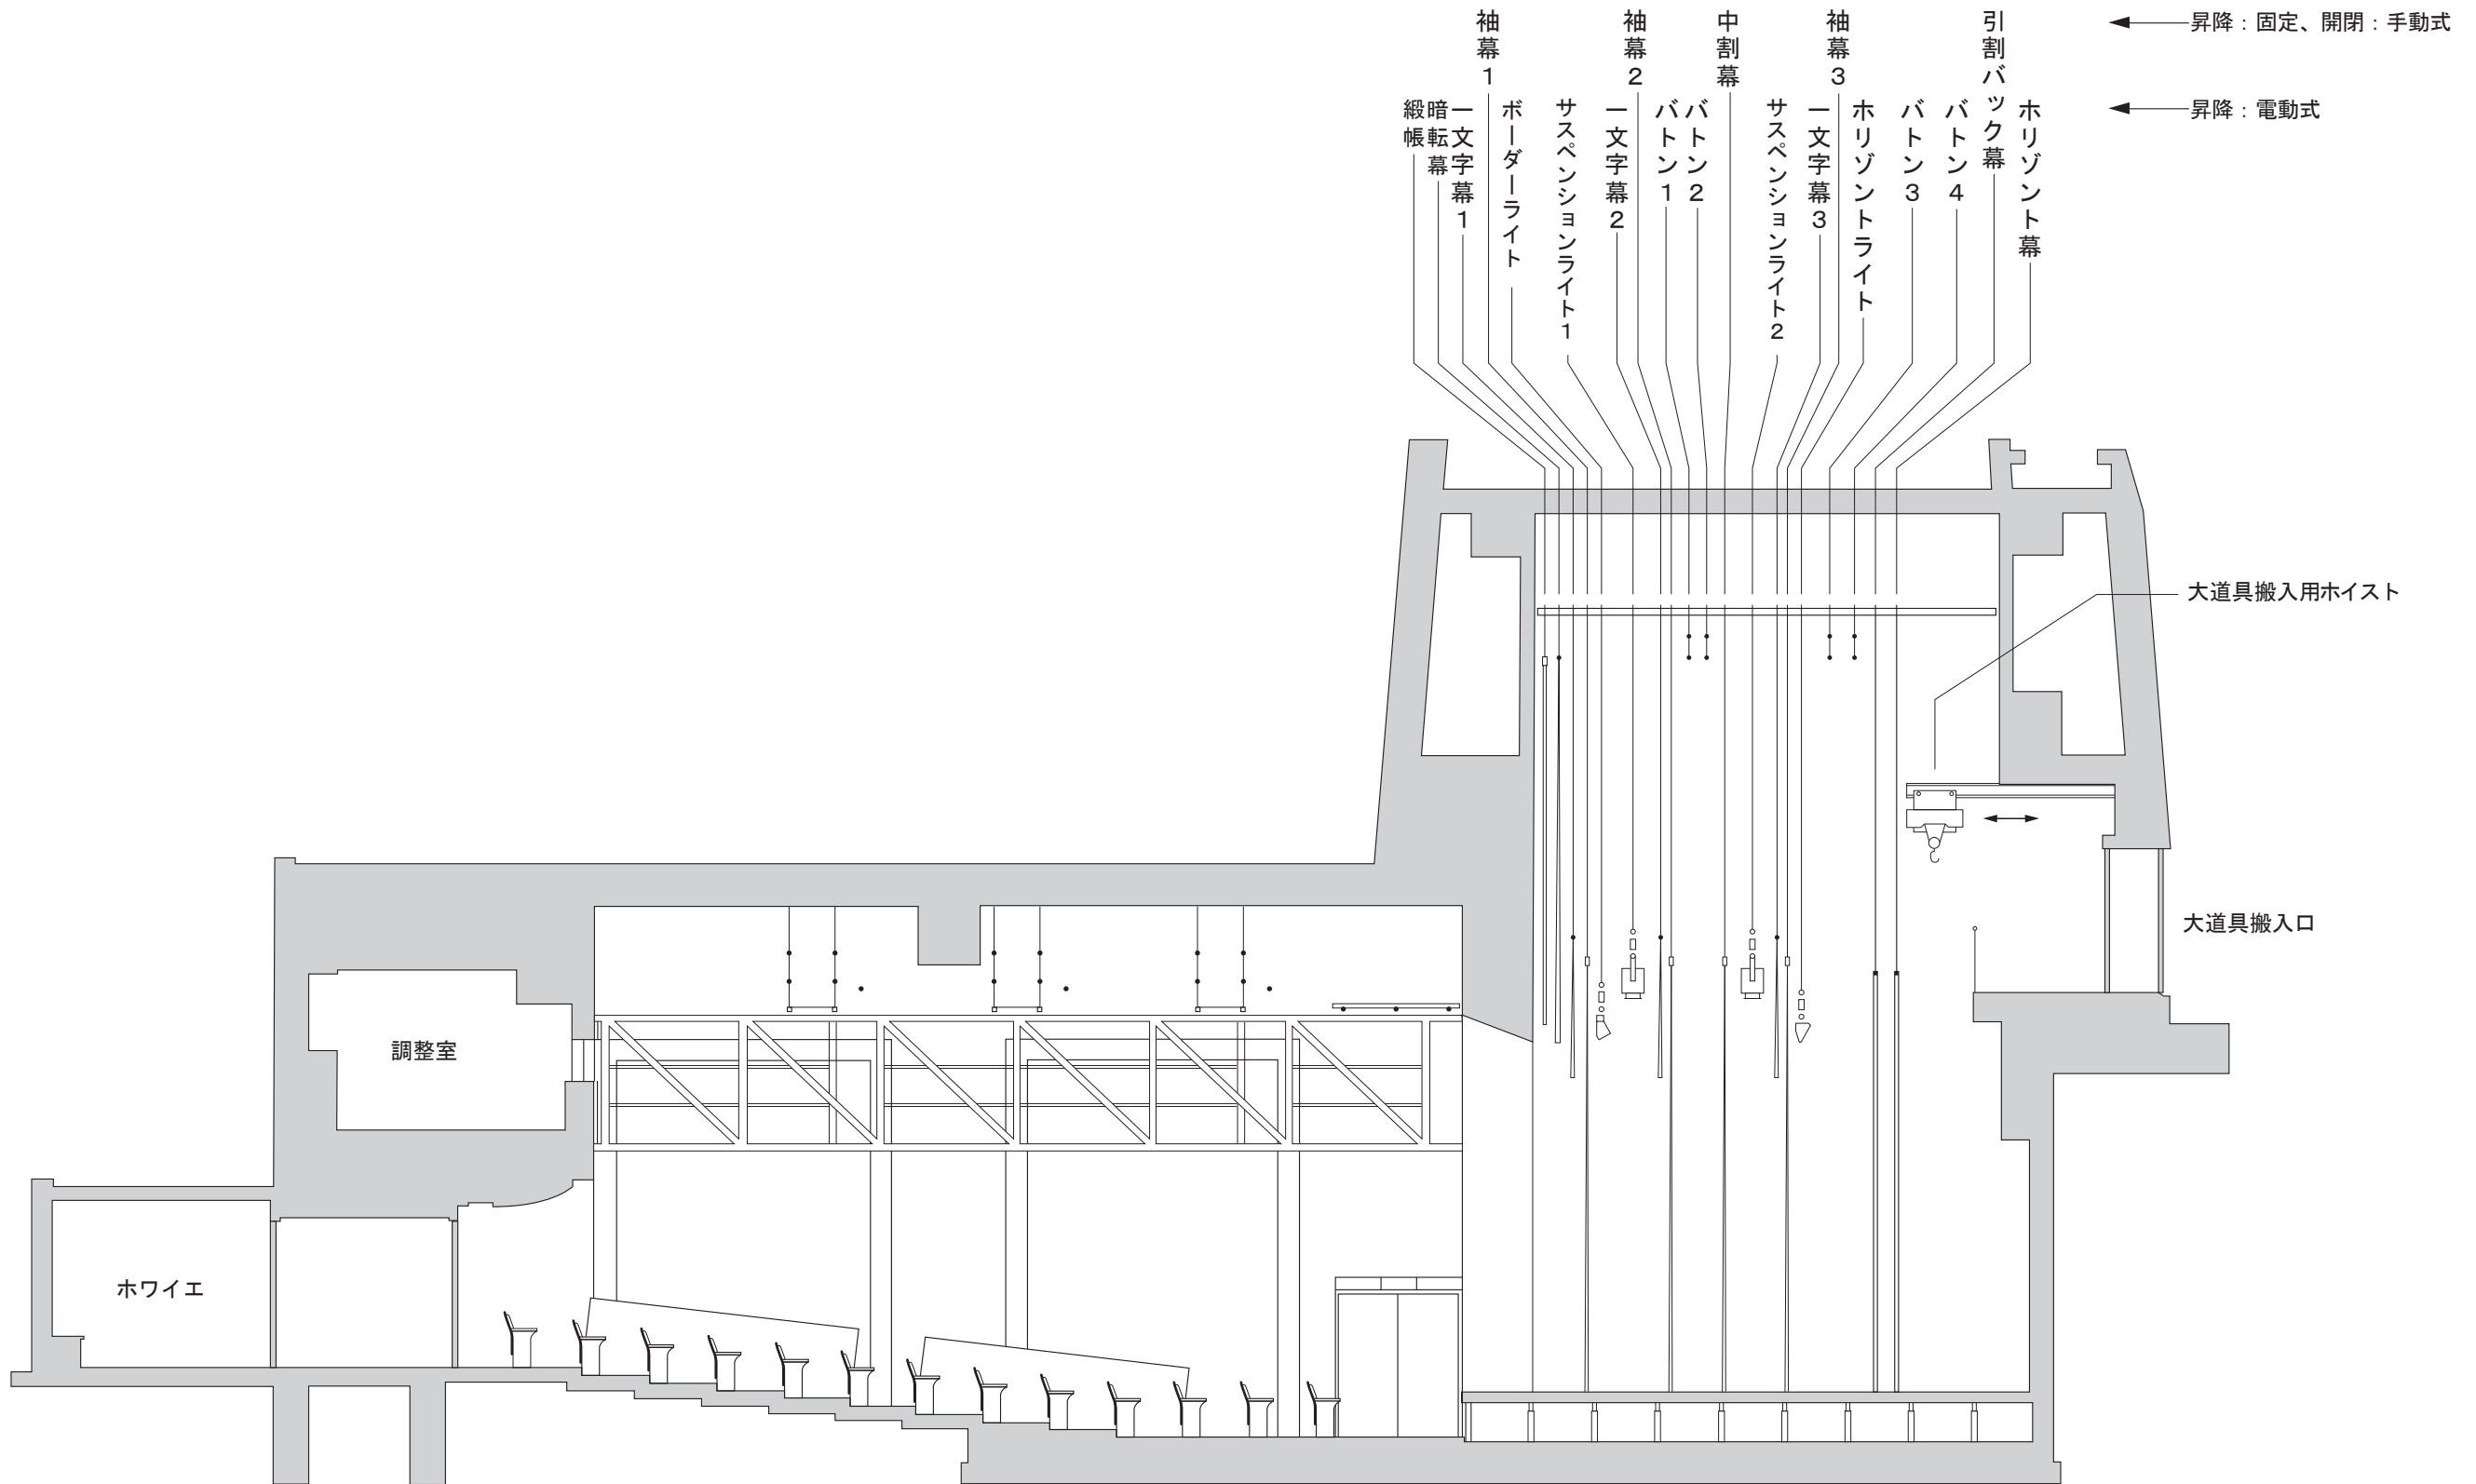 袖幕1
袖幕2
中割幕
袖幕3
引割バック幕
昇降：固定、開閉：手動式
緞帳
暗転幕
一文字幕1
ボーダーライト
サスペンションライト1
一文字幕2
バトン1
バトン2
サスペンションライト2
一文字幕3
ホリゾントライト
バトン3
バトン4
ホリゾント幕
昇降：電動式
大道具搬入用ホイスト
大道具搬入口
調整室
ホワイエ